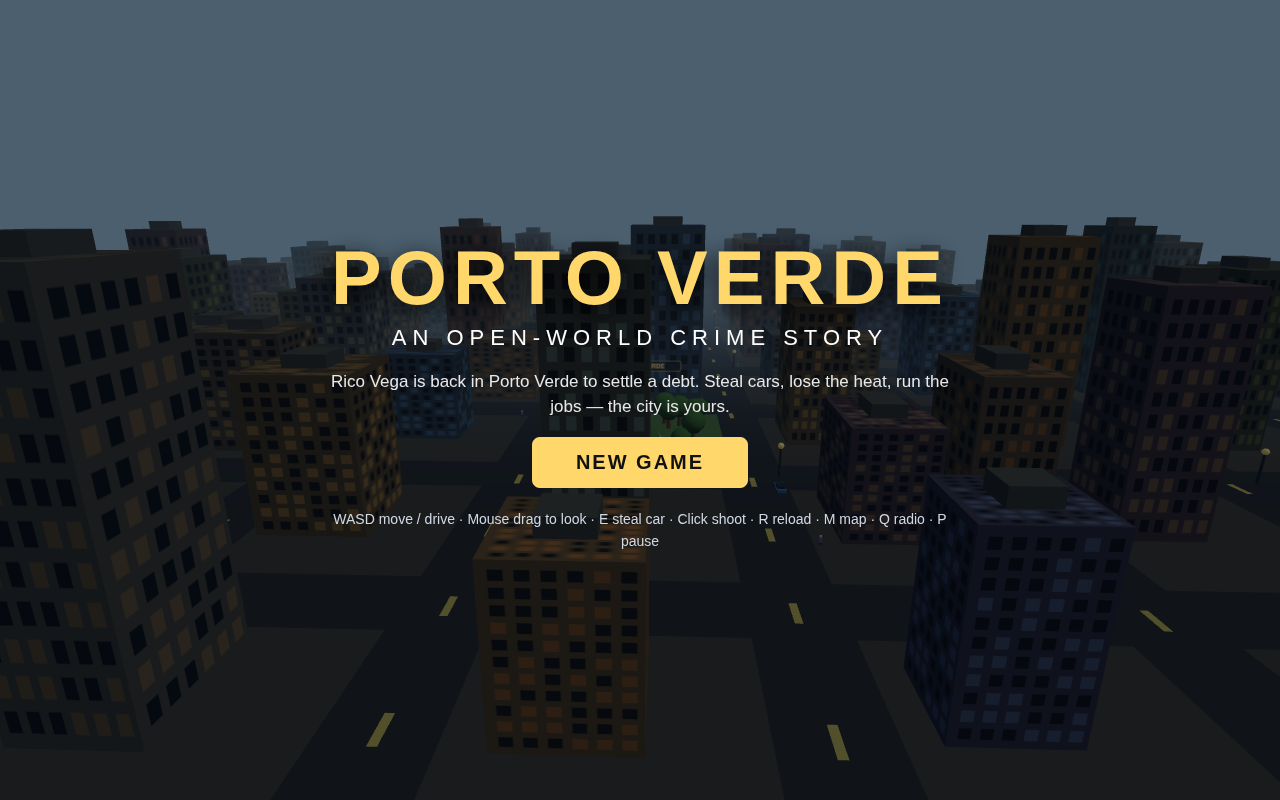 PORTO VERDE
AN OPEN-WORLD CRIME STORY
Rico Vega is back in Porto Verde to settle a debt. Steal cars, lose the heat, run the
jobs — the city is yours.
NEW GAME
WASD move / drive · Mouse drag to look · E steal car · Click shoot · R reload · M map · Q radio · P
pause